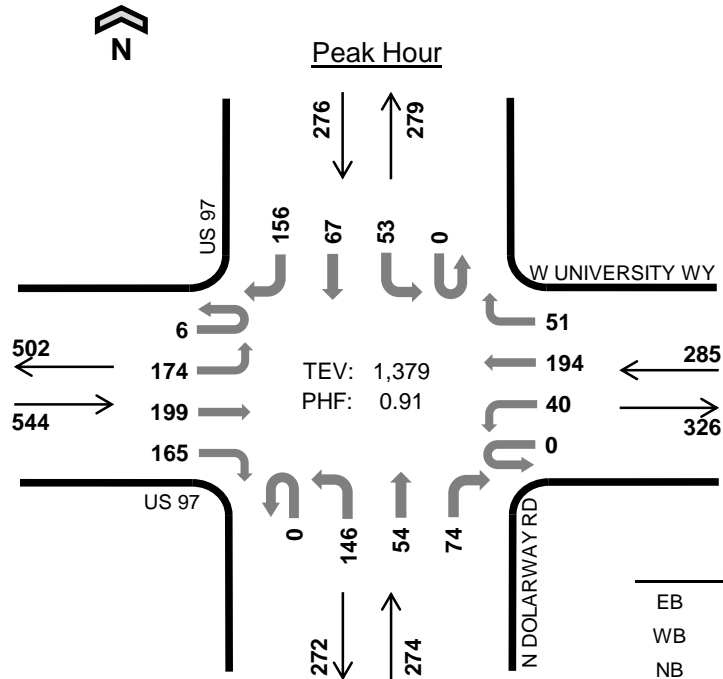 N
Peak Hour
276
279
US 97
156
67
53
0
W UNIVERSITY WY
6
51
502
174
TEV: 1,379
194
285
544
199
PHF: 0.91
40
326
165
0
US 97
0
146
54
74
N DOLARWAY RD
272
274
EB
WB
NB